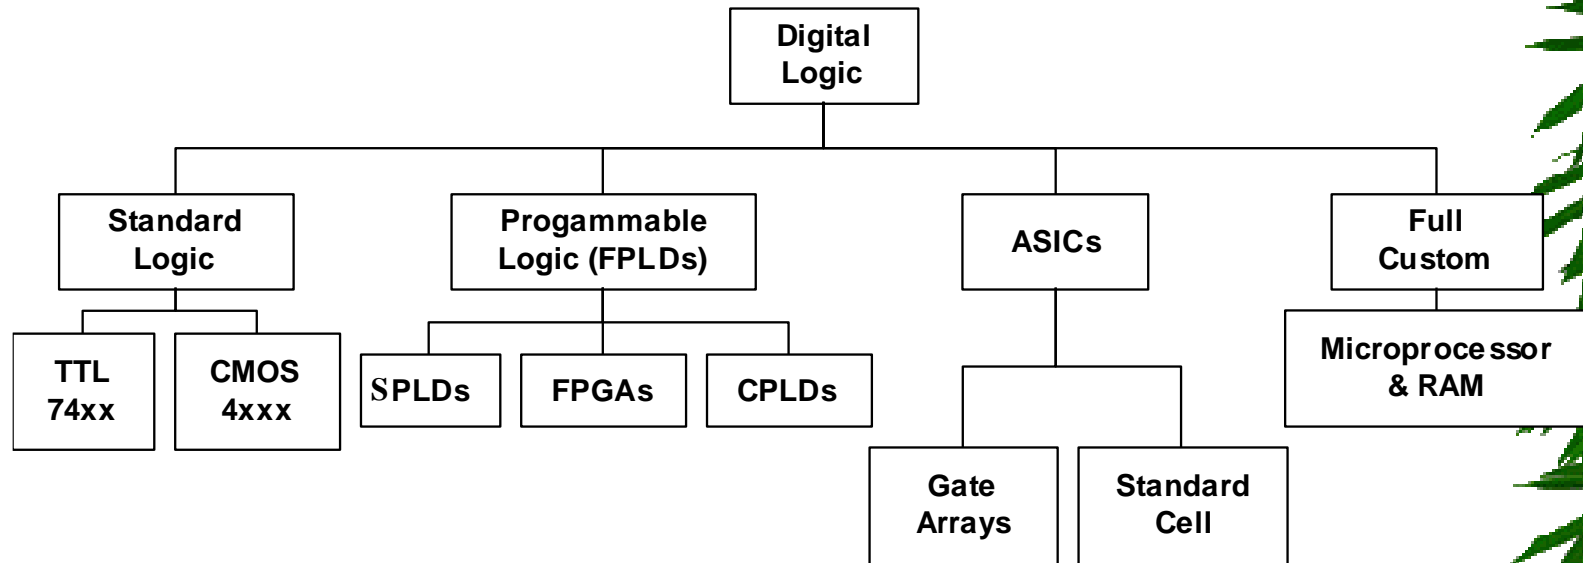 Digital
Logic
Standard
Logic
Progammable
Logic (FPLDs)
ASICs
Full
Custom
TTL
74xx
CMOS
4xxx
SPLDs
FPGAs
CPLDs
Microprocessor
& RAM
Gate
Arrays
Standard
Cell